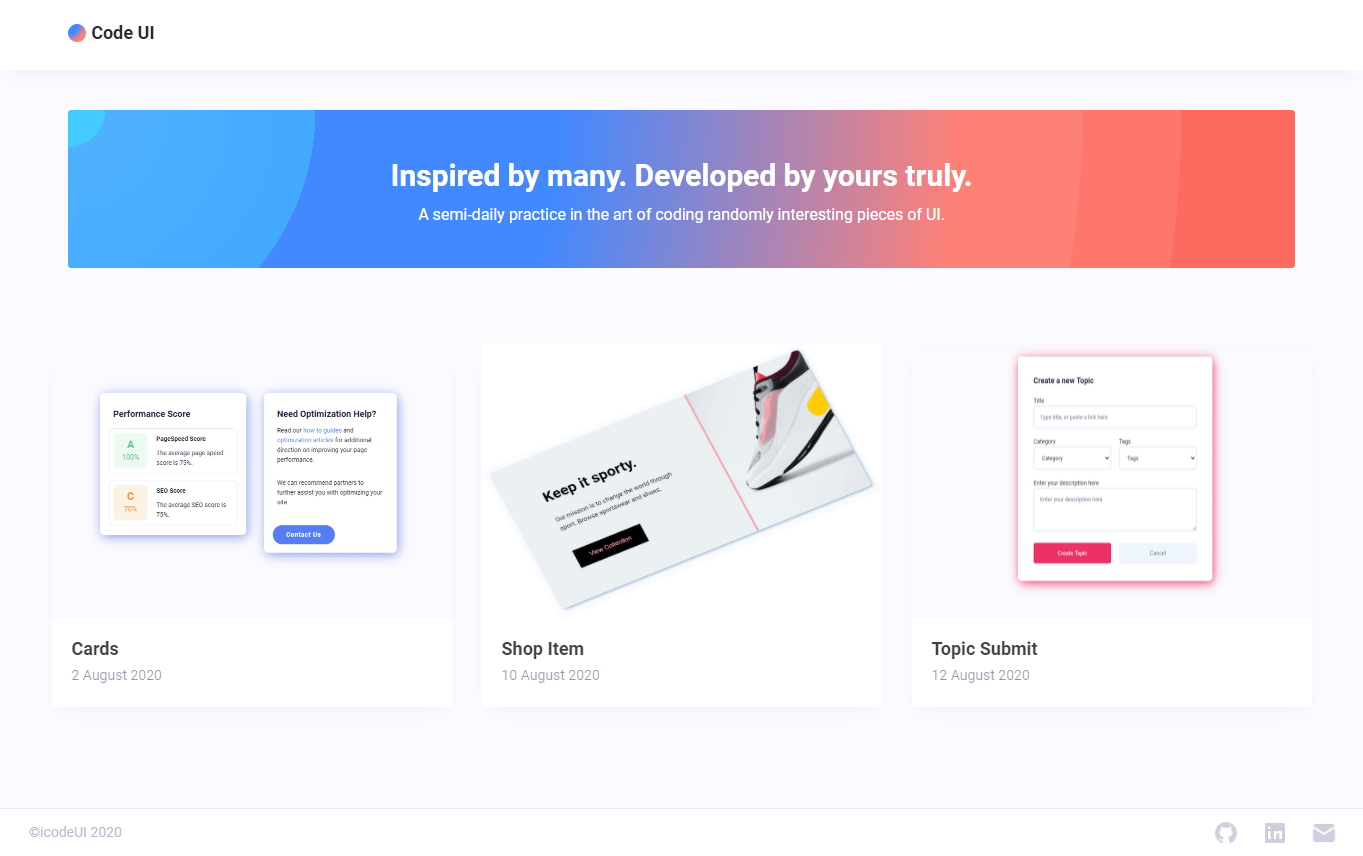 Code UI
Inspired by many. Developed by yours truly.
A semi-daily practice in the art of coding randomly interesting pieces of UI.
Performance Score
A
100%
PageSpeed Score
The average page speed
score is 75%.
C
70%
SEO Score
The average SEO score is
75%.
Need Optimization Help?
Read our how to guides and
optimization articles for additional
direction on improving your page
performance.
We can recommend partners to
further assist you with optimizing your
site
Contact Us
Cards
2 August 2020
Keep it sporty.
Our mission is to change the world through
sport. Browse sportswear and shoes.
View Collection
Shop Item
10 August 2020
Create a new Topic
Title
Type title, or paste a link here
Category
Tags
Category
Tags
Enter your description here
Enter your description here
Create Topic
Cancel
Topic Submit
12 August 2020
©icodeUI 2020
in